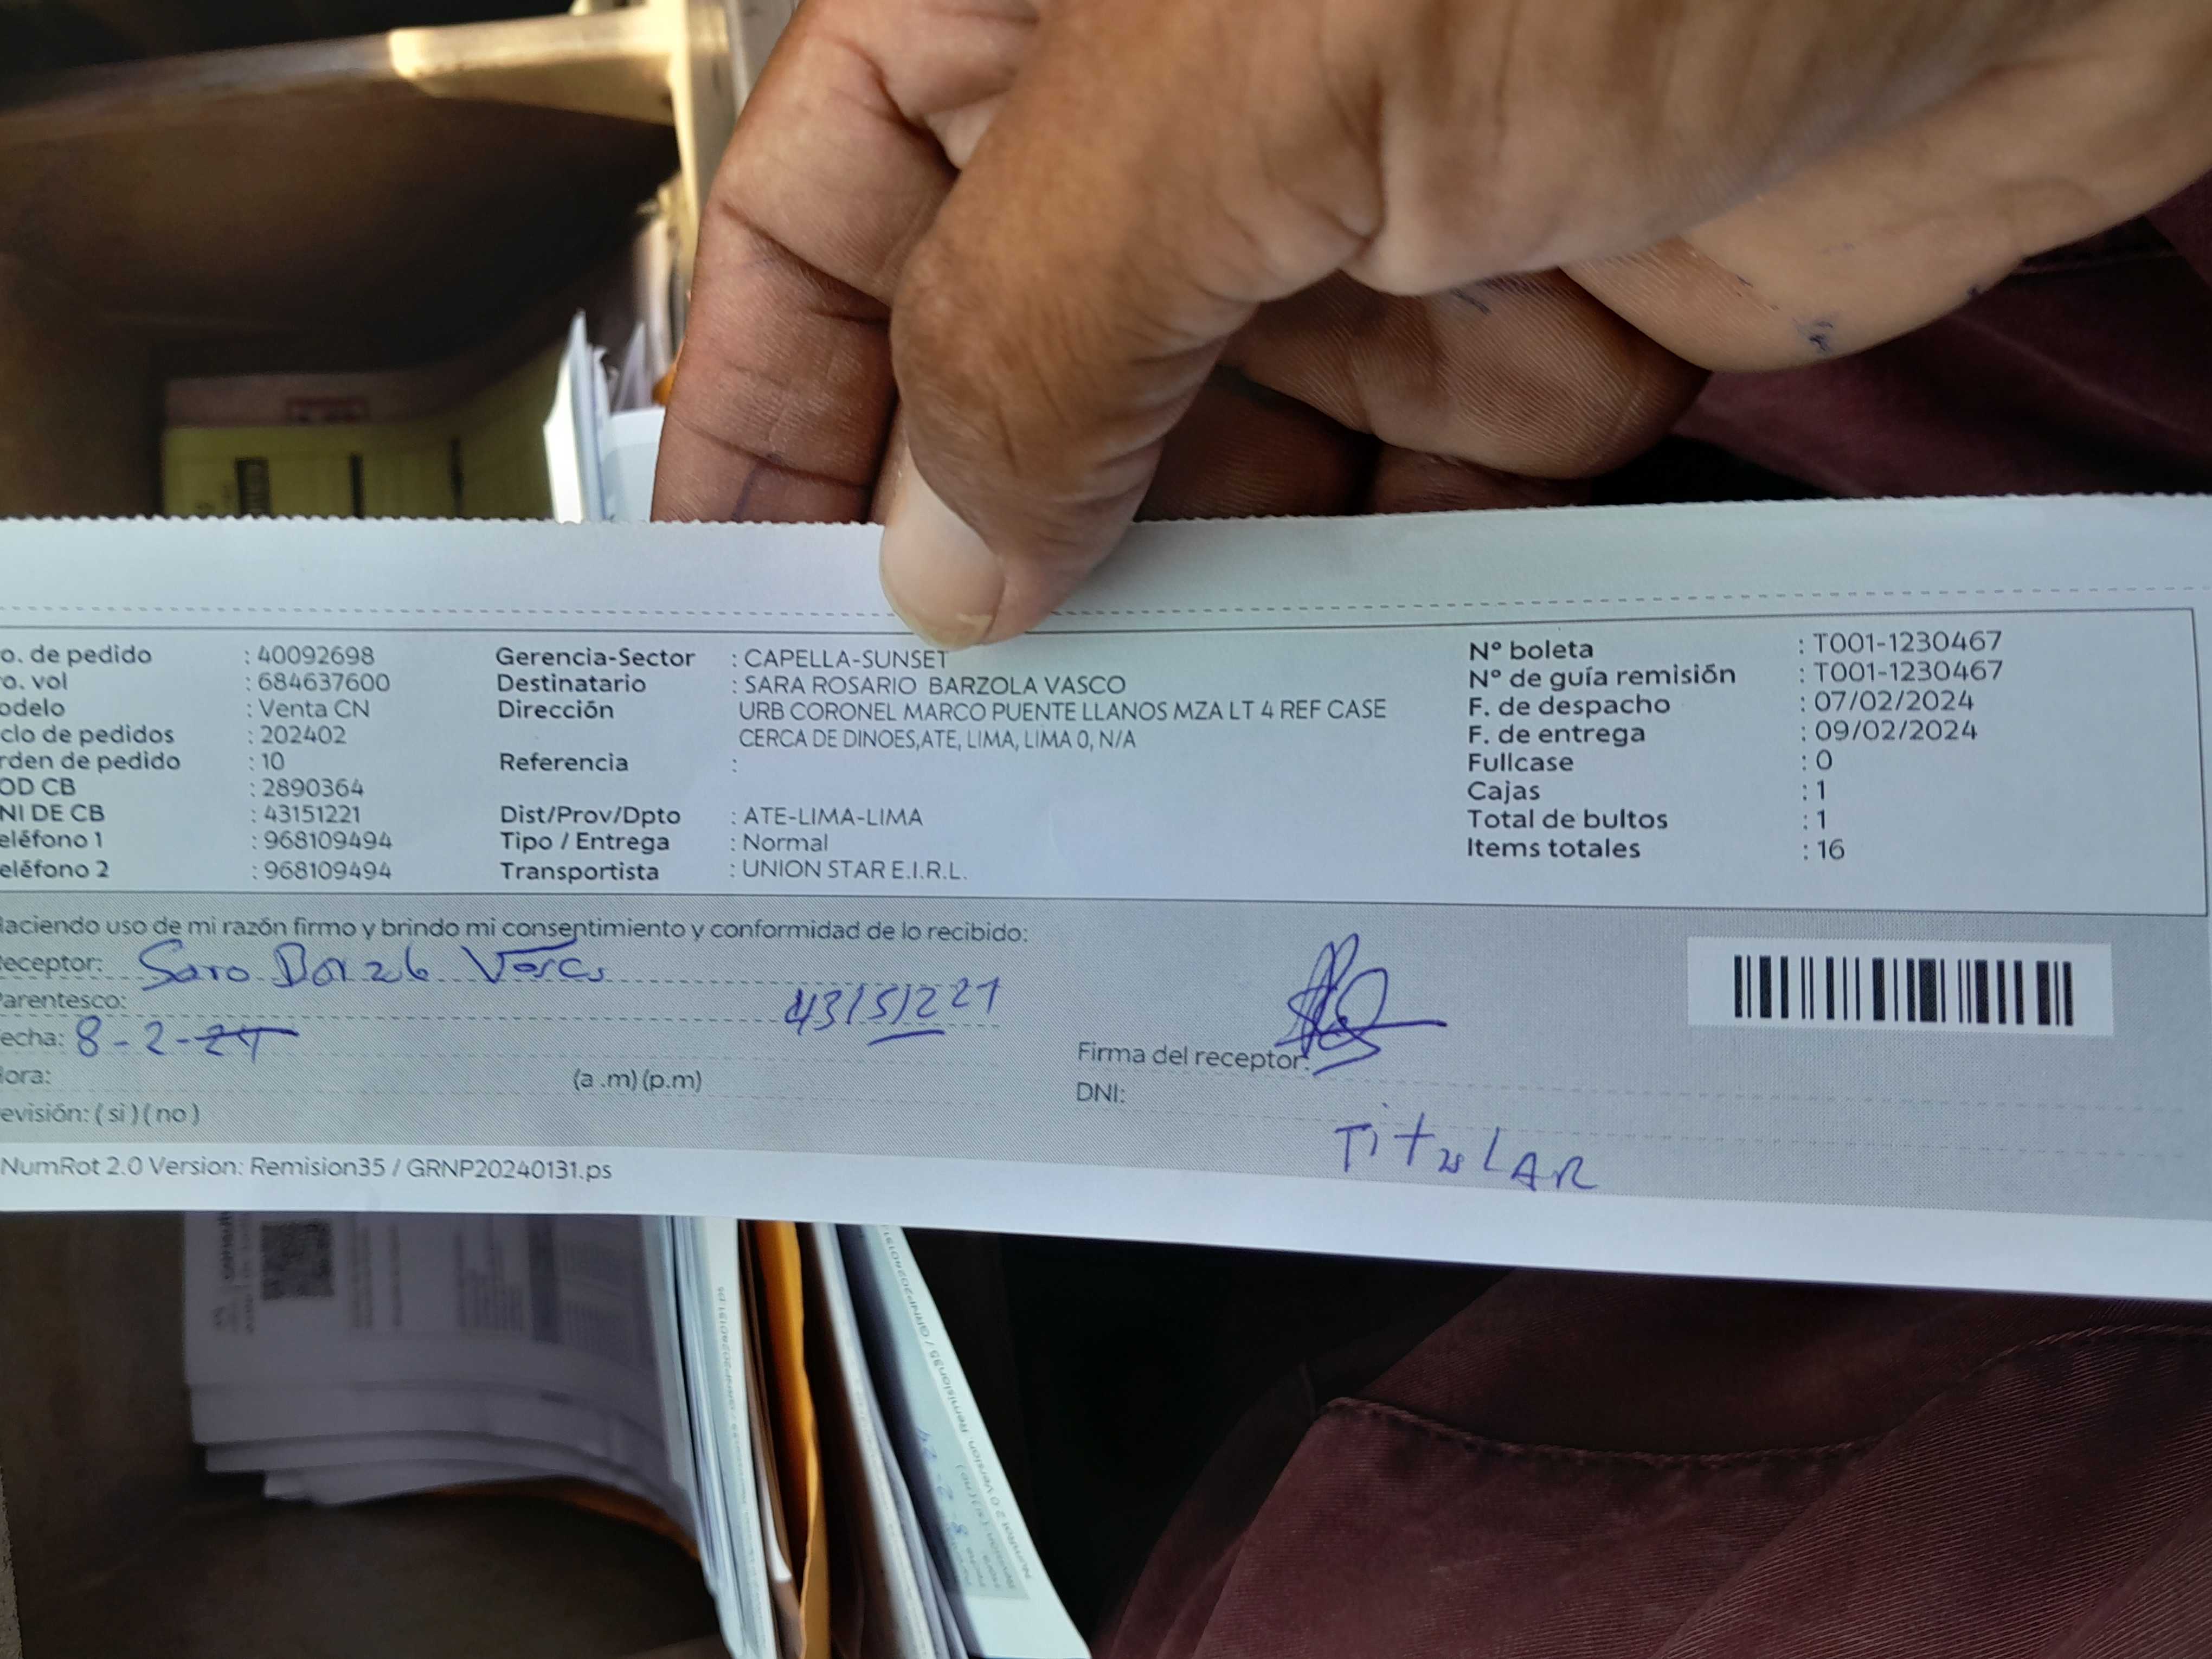 o. de pedido : 40092698 Gerencia-Sector : CAPELLA-SUNSET Nº boleta : T001-1230467
o. vol : 684637600 Destinatario : SARA ROSARIO BARZOLA VASCO Nº de guía remisión : T001-1230467
odelo : Venta CN Dirección URB CORONEL MARCO PUENTE LLANOS MZA LT 4 REF CASE F. de despacho : 07/02/2024
clo de pedidos : 202402 CERCA DE DINOES,ATE, LIMA, LIMA 0, N/A F. de entrega : 09/02/2024
rden de pedido : 10 Referencia : Fullcase : 0
OD CB : 2890364 Cajas : 1
NI DE CB : 43151221 Dist/Prov/Dpto : ATE-LIMA-LIMA Total de bultos : 1
eléfono 1 : 968109494 Tipo / Entrega : Normal Items totales : 16
eléfono 2 : 968109494 Transportista : UNION STAR E.I.R.L.
Haciendo uso de mi razón firmo y brindo mi consentimiento y conformidad de lo recibido:
eceptor: Sara Barzola Vasco
arentesco: 43151221
echa: 8-2-24 Firma del receptor:
ora: (a .m) (p.m) DNI:
evisión: ( si ) ( no )
TitulAR
NumRot 2.0 Version: Remision35 / GRNP20240131.ps